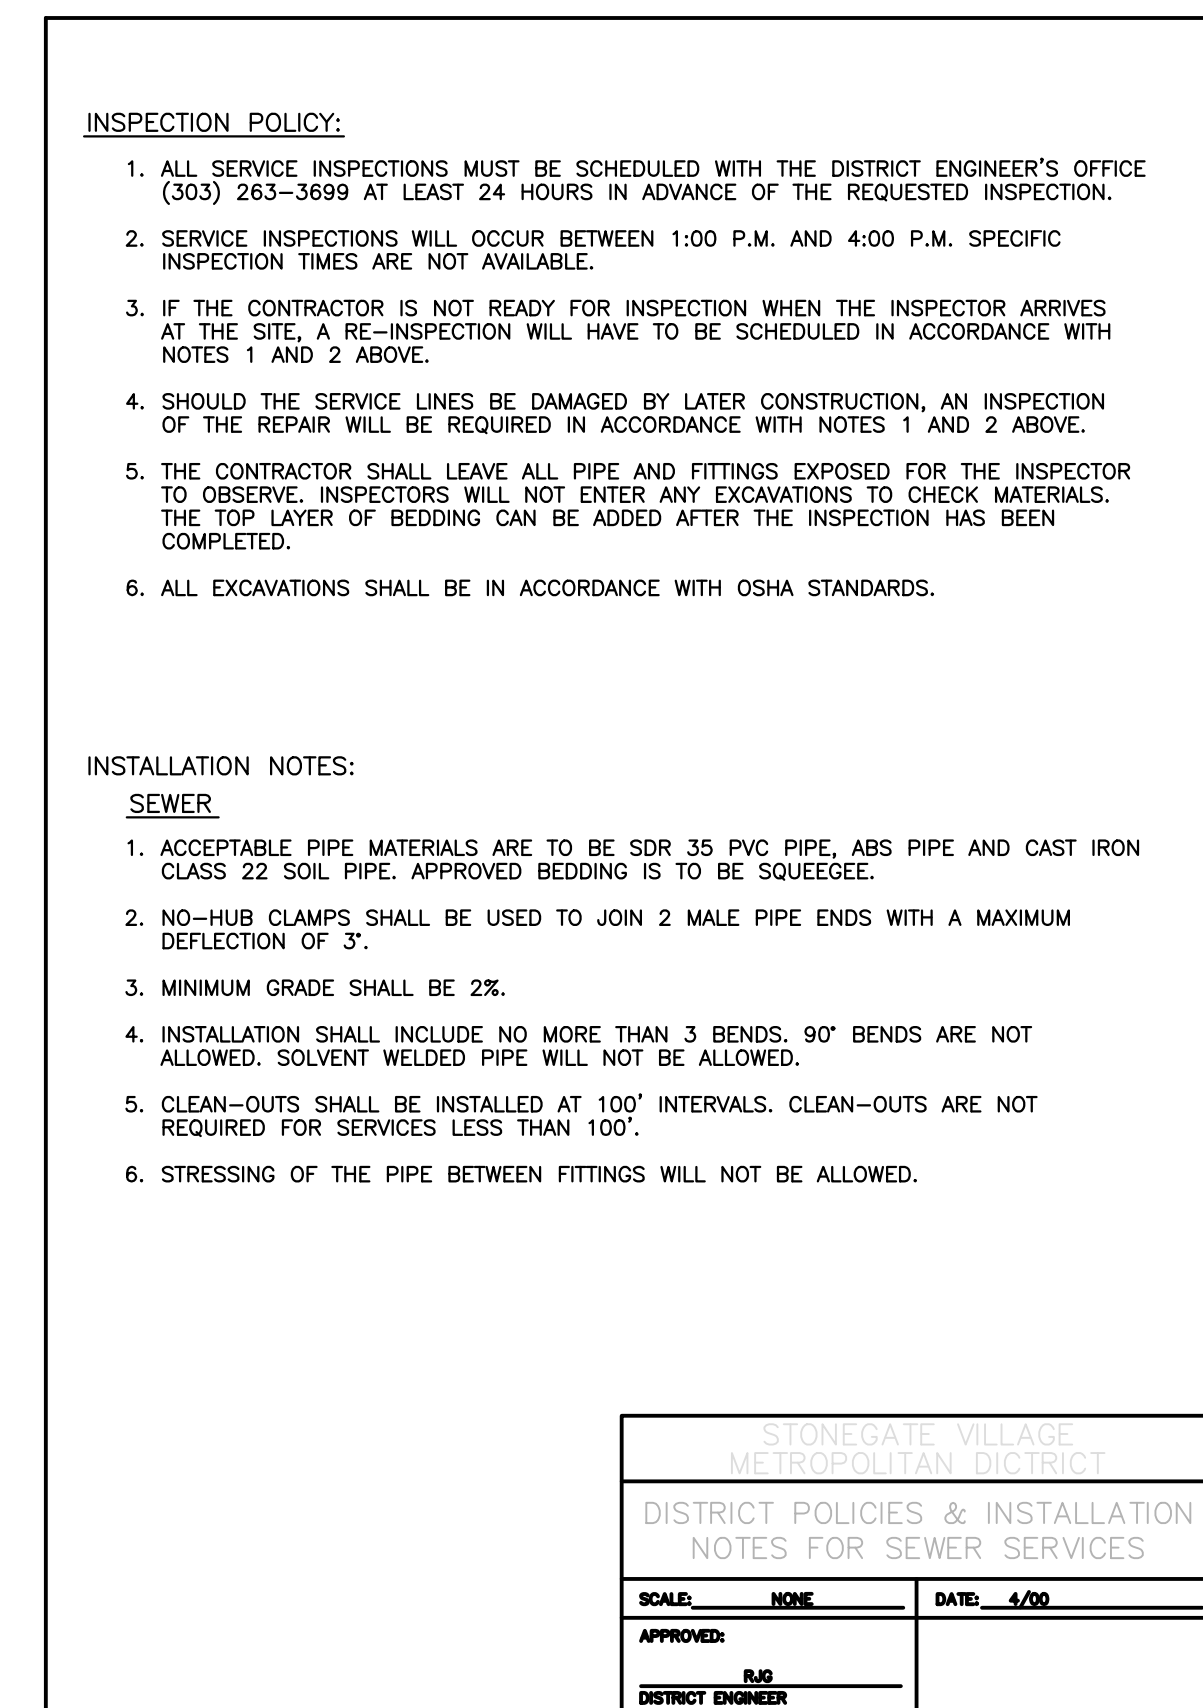 INSPECTION POLICY:
1. ALL SERVICE INSPECTIONS MUST BE SCHEDULED WITH THE DISTRICT ENGINEER'S OFFICE
(303) 263-3699 AT LEAST 24 HOURS IN ADVANCE OF THE REQUESTED INSPECTION.
2. SERVICE INSPECTIONS WILL OCCUR BETWEEN 1:00 P.M. AND 4:00 P.M. SPECIFIC
INSPECTION TIMES ARE NOT AVAILABLE.
3. IF THE CONTRACTOR IS NOT READY FOR INSPECTION WHEN THE INSPECTOR ARRIVES
AT THE SITE, A RE-INSPECTION WILL HAVE TO BE SCHEDULED IN ACCORDANCE WITH
NOTES 1 AND 2 ABOVE.
4. SHOULD THE SERVICE LINES BE DAMAGED BY LATER CONSTRUCTION, AN INSPECTION
OF THE REPAIR WILL BE REQUIRED IN ACCORDANCE WITH NOTES 1 AND 2 ABOVE.
5. THE CONTRACTOR SHALL LEAVE ALL PIPE AND FITTINGS EXPOSED FOR THE INSPECTOR
TO OBSERVE. INSPECTORS WILL NOT ENTER ANY EXCAVATIONS TO CHECK MATERIALS.
THE TOP LAYER OF BEDDING CAN BE ADDED AFTER THE INSPECTION HAS BEEN
COMPLETED.
6. ALL EXCAVATIONS SHALL BE IN ACCORDANCE WITH OSHA STANDARDS.
INSTALLATION NOTES:
SEWER
1. ACCEPTABLE PIPE MATERIALS ARE TO BE SDR 35 PVC PIPE, ABS PIPE AND CAST IRON
CLASS 22 SOIL PIPE. APPROVED BEDDING IS TO BE SQUEEGEE.
2. NO-HUB CLAMPS SHALL BE USED TO JOIN 2 MALE PIPE ENDS WITH A MAXIMUM
DEFLECTION OF 3°.
3. MINIMUM GRADE SHALL BE 2%.
4. INSTALLATION SHALL INCLUDE NO MORE THAN 3 BENDS. 90° BENDS ARE NOT
ALLOWED. SOLVENT WELDED PIPE WILL NOT BE ALLOWED.
5. CLEAN-OUTS SHALL BE INSTALLED AT 100' INTERVALS. CLEAN-OUTS ARE NOT
REQUIRED FOR SERVICES LESS THAN 100'.
6. STRESSING OF THE PIPE BETWEEN FITTINGS WILL NOT BE ALLOWED.
STONEGATE VILLAGE
METROPOLITAN DICTRICT
DISTRICT POLICIES & INSTALLATION
NOTES FOR SEWER SERVICES
SCALE: NONE DATE: 4/00
APPROVED:
RJG
DISTRICT ENGINEER